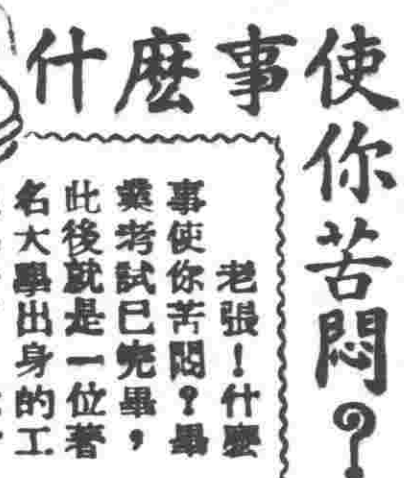 什麼事使
你苦悶?
老張!什麼
事使你苦悶?畢
業考試已完畢,
此後就是一位著
名大學出身的工